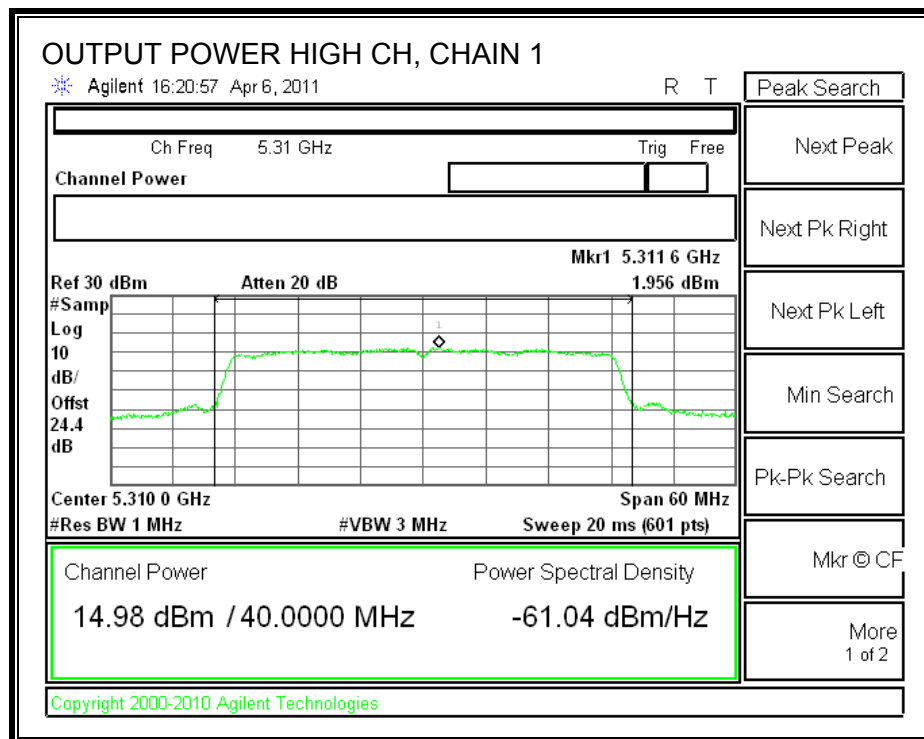 OUTPUT POWER HIGH CH, CHAIN 1
Agilent 16:20:57 Apr 6, 2011 R T
Peak Search
Ch Freq 5.31 GHz Trig Free
Channel Power
Mkr1 5.311 6 GHz
Ref 30 dBm Atten 20 dB 1.956 dBm
#Samp
Log
10
dB/
Offst
24.4
dB
1
Center 5.310 0 GHz Span 60 MHz
#Res BW 1 MHz #VBW 3 MHz Sweep 20 ms (601 pts)
Channel Power Power Spectral Density
14.98 dBm / 40.0000 MHz -61.04 dBm/Hz
Copyright 2000-2010 Agilent Technologies
Next Peak
Next Pk Right
Next Pk Left
Min Search
Pk-Pk Search
Mkr © CF
More
1 of 2